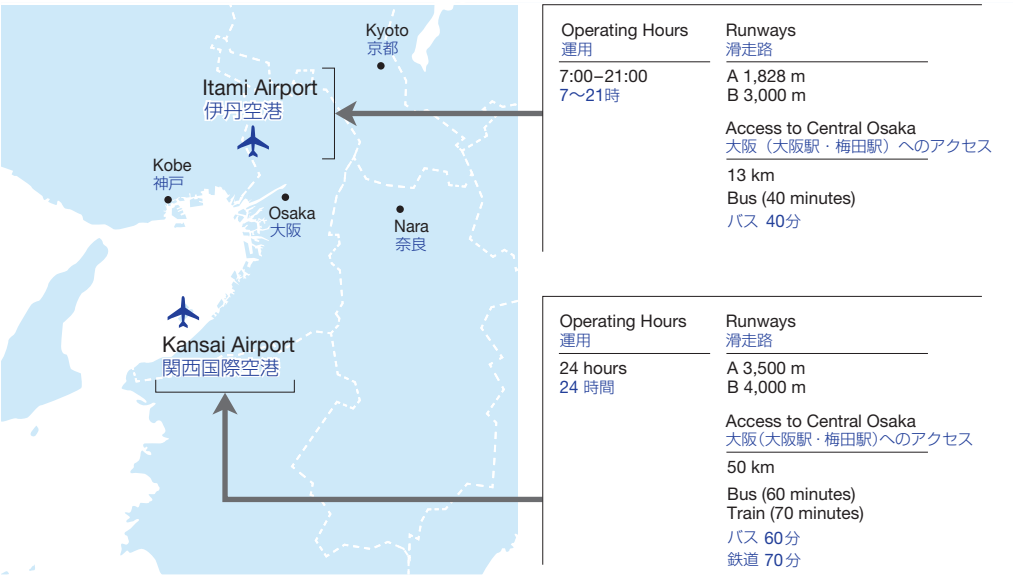 Kyoto
京都
Itami Airport
伊丹空港
Kobe
神戸
Osaka
大阪
Nara
奈良
Kansai Airport
関西国際空港
Operating Hours
運用
7:00–21:00
7〜21時
Runways
滑走路
A 1,828 m
B 3,000 m
Access to Central Osaka
大阪（大阪駅・梅田駅）へのアクセス
13 km
Bus (40 minutes)
バス 40分
Operating Hours
運用
24 hours
24 時間
Runways
滑走路
A 3,500 m
B 4,000 m
Access to Central Osaka
大阪（大阪駅・梅田駅）へのアクセス
50 km
Bus (60 minutes)
Train (70 minutes)
バス 60分
鉄道 70分